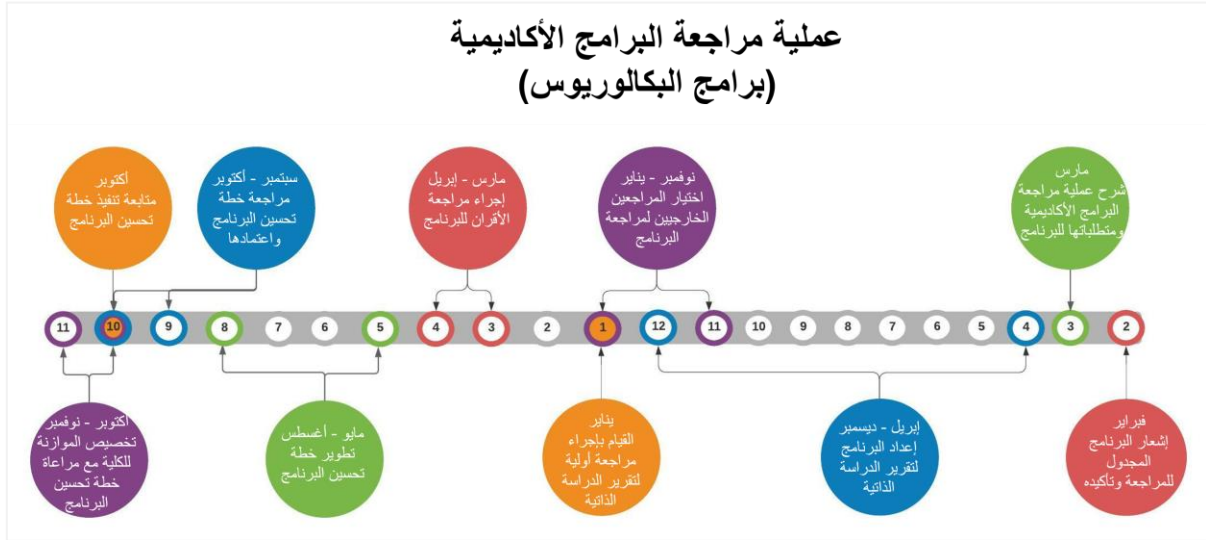 عملية مراجعة البرامج الأكاديمية
(برامج البكالوريوس)
مارس
شرح عملية مراجعة
البرامج الأكاديمية
ومتطلباتها للبرنامج
نوفمبر - يناير
اختيار المراجعين
الخارجيين لمراجعة
البرنامج
مارس - إبريل
إجراء مراجعة
الأقران للبرنامج
سبتمبر - أكتوبر
مراجعة خطة
تحسين البرنامج
واعتمادها
أكتوبر
متابعة تنفيذ خطة
تحسين البرنامج
2 3 4 5 6 7 8 9 10 11 12 1 2 3 4 5 6 7 8 9 10 11
فبراير
إشعار البرنامج
المجدول
للمراجعة وتأكيده
إبريل - ديسمبر
إعداد البرنامج
لتقرير الدراسة
الذاتية
يناير
القيام بإجراء
مراجعة أولية
لتقرير الدراسة
الذاتية
مايو - أغسطس
تطوير خطة
تحسين البرنامج
أكتوبر - نوفمبر
تخصيص الموازنة
للكلية مع مراعاة
خطة تحسين
البرنامج